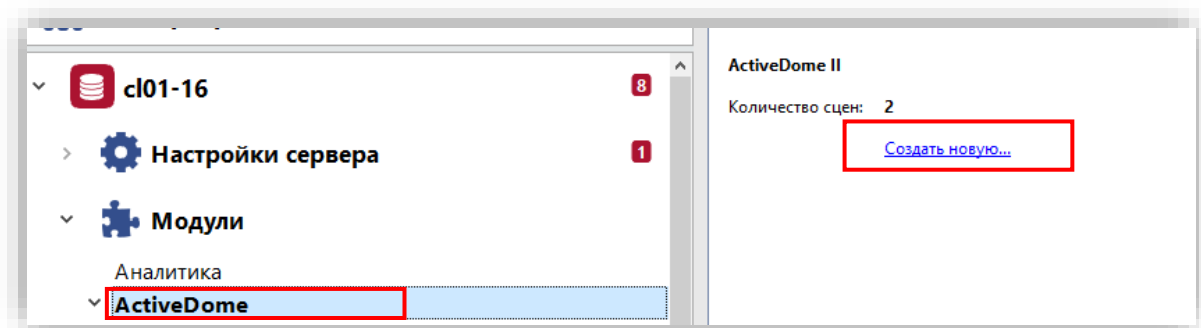 cl01-16
8
Настройки сервера
1
Модули
Аналитика
ActiveDome
ActiveDome II
Количество сцен: 2
Создать новую...